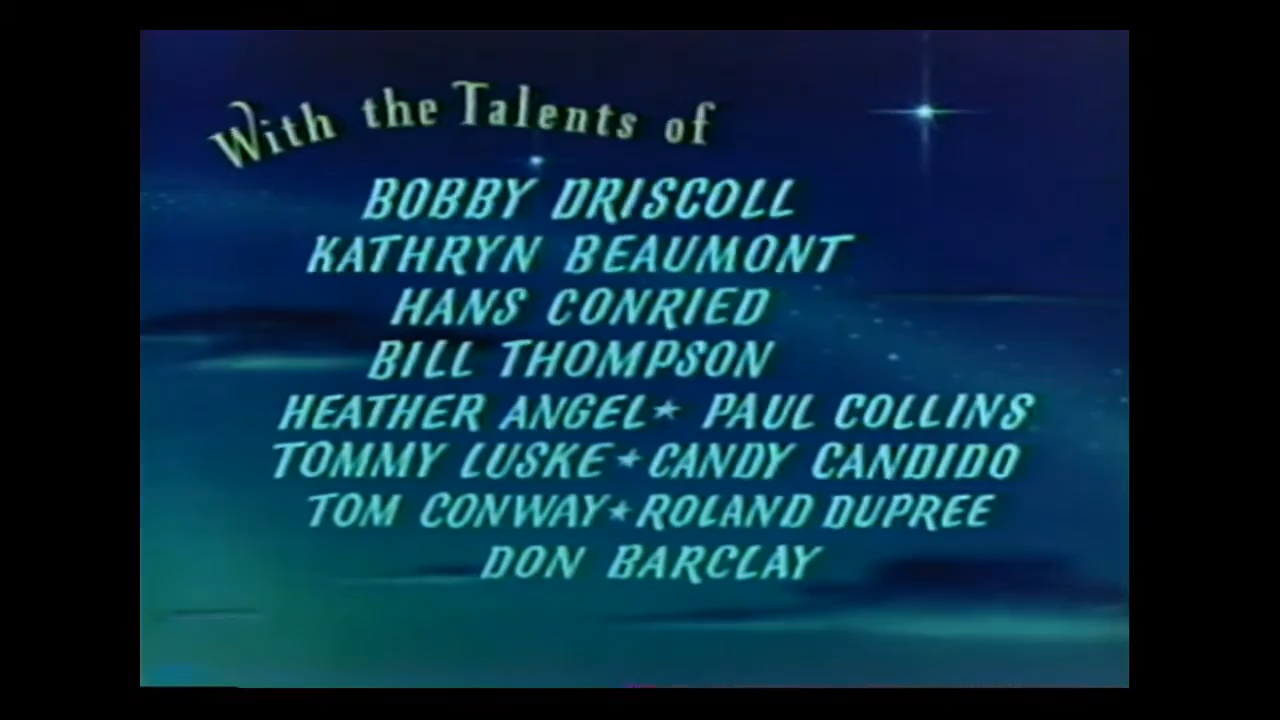 With the Talents of
BOBBY DRISCOLL
KATHRYN BEAUMONT
HANS CONRIED
BILL THOMPSON
HEATHER ANGEL ★ PAUL COLLINS
TOMMY LUSKE ★ CANDY CANDIDO
TOM CONWAY ★ ROLAND DUPREE
DON BARCLAY